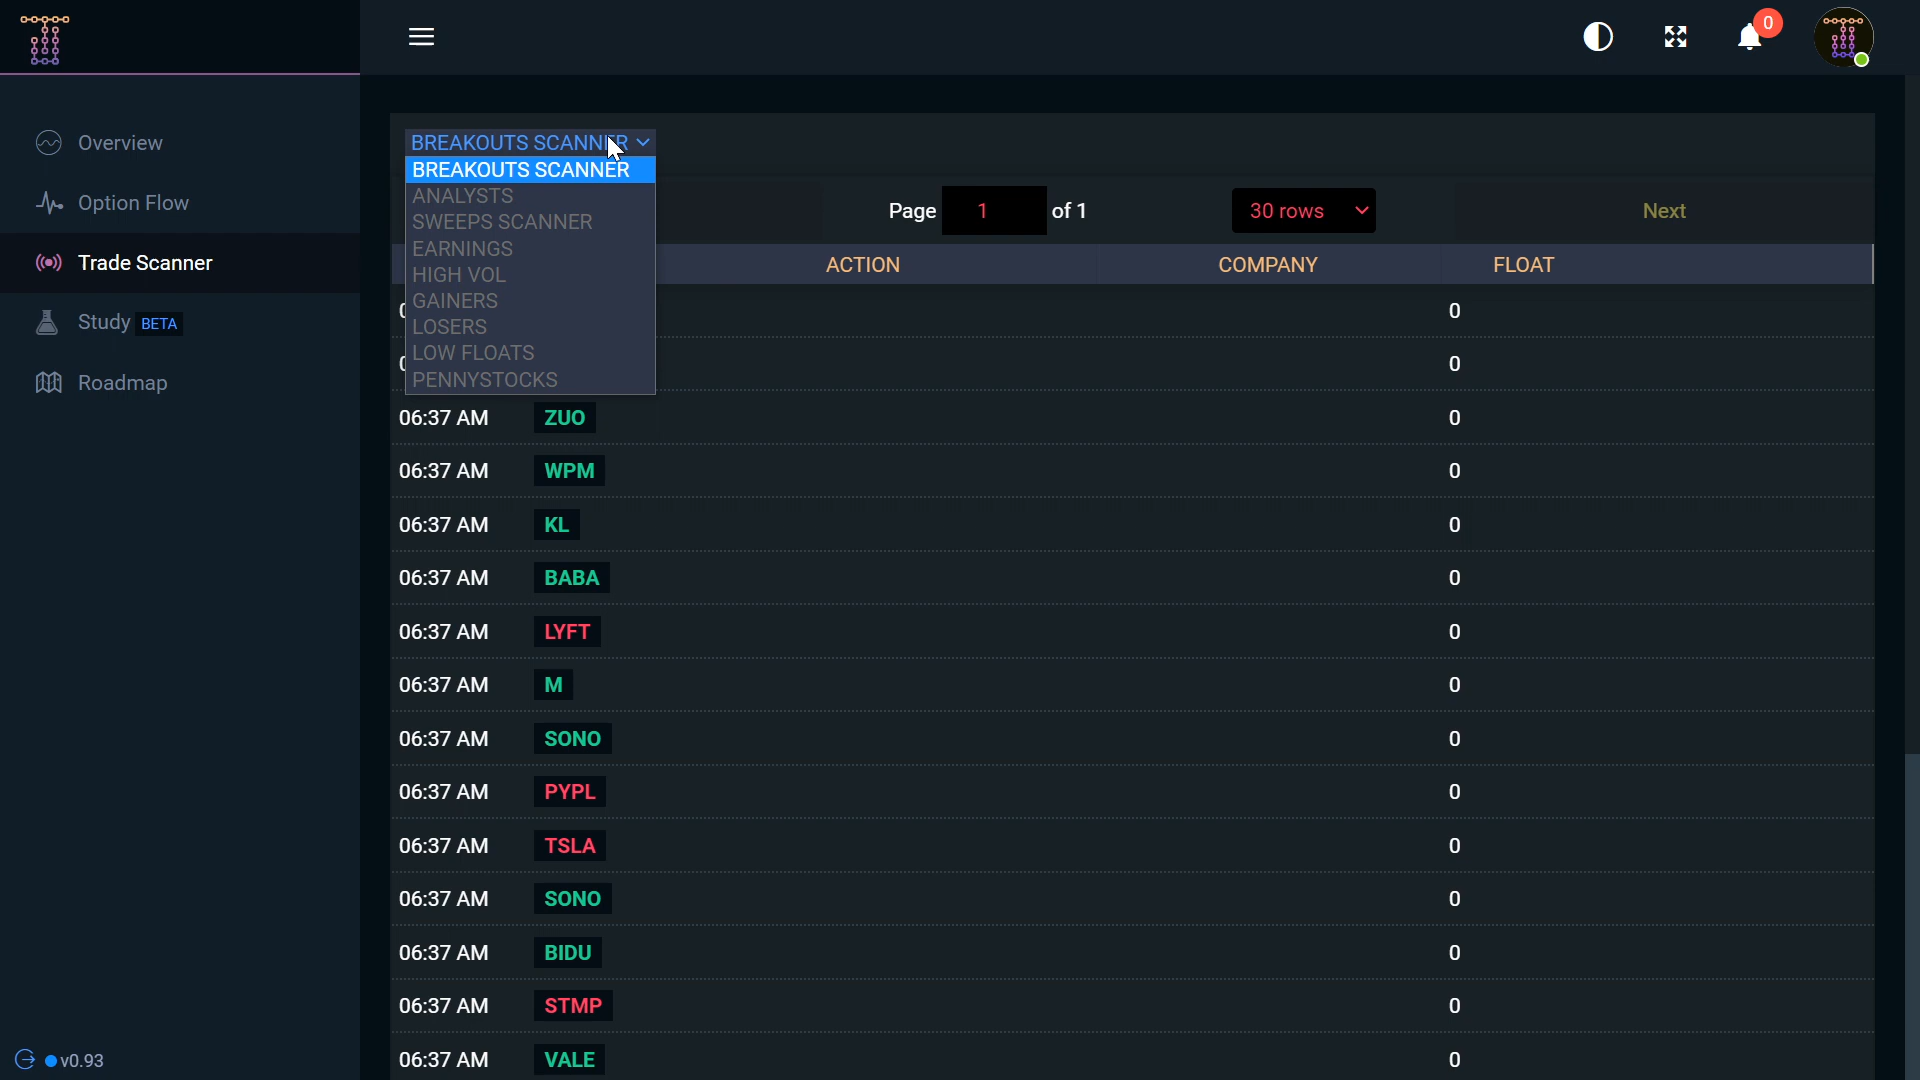 0
Overview
Option Flow
Trade Scanner
Study BETA
Roadmap
v0.93
BREAKOUTS SCANNER
BREAKOUTS SCANNER
ANALYSTS
SWEEPS SCANNER
EARNINGS
HIGH VOL
GAINERS
LOSERS
LOW FLOATS
PENNYSTOCKS
Page 1 of 1 30 rows Next
ACTION COMPANY FLOAT
0
0
06:37 AM ZUO 0
06:37 AM WPM 0
06:37 AM KL 0
06:37 AM BABA 0
06:37 AM LYFT 0
06:37 AM M 0
06:37 AM SONO 0
06:37 AM PYPL 0
06:37 AM TSLA 0
06:37 AM SONO 0
06:37 AM BIDU 0
06:37 AM STMP 0
06:37 AM VALE 0